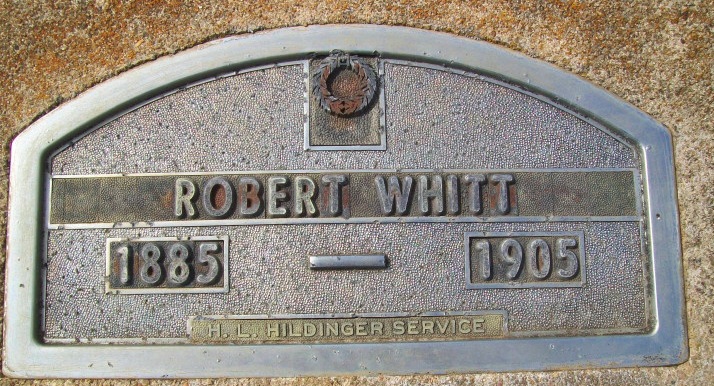 ROBERT WHITT
1885 — 1905
H. L. HILDINGER SERVICE